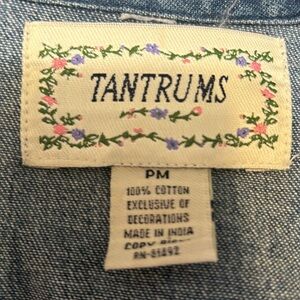 TANTRUMS
PM
100% COTTON
EXCLUSIVE OF
DECORATIONS
MADE IN INDIA
RN-81892